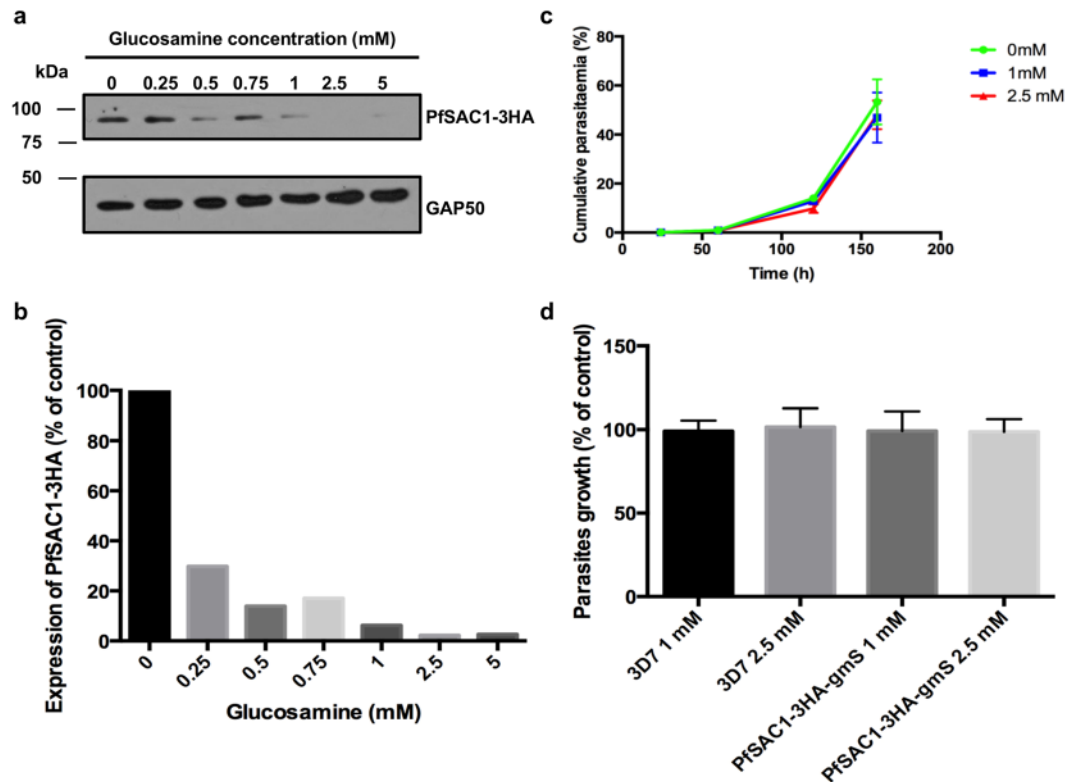 a
Glucosamine concentration (mM)
kDa
0 0.25 0.5 0.75 1 2.5 5
100
PfSAC1-3HA
75
50
GAP50
c
Cumulative parasitaemia (%)
80
60
40
20
0
0 50 100 150 200
Time (h)
0mM
1mM
2.5 mM
b
Expression of PfSAC1-3HA (% of control)
100
80
60
40
20
0
0 0.25 0.5 0.75 1 2.5 5
Glucosamine (mM)
d
Parasites growth (% of control)
150
100
50
0
3D7 1 mM
3D7 2.5 mM
PfSAC1-3HA-gmS 1 mM
PfSAC1-3HA-gmS 2.5 mM